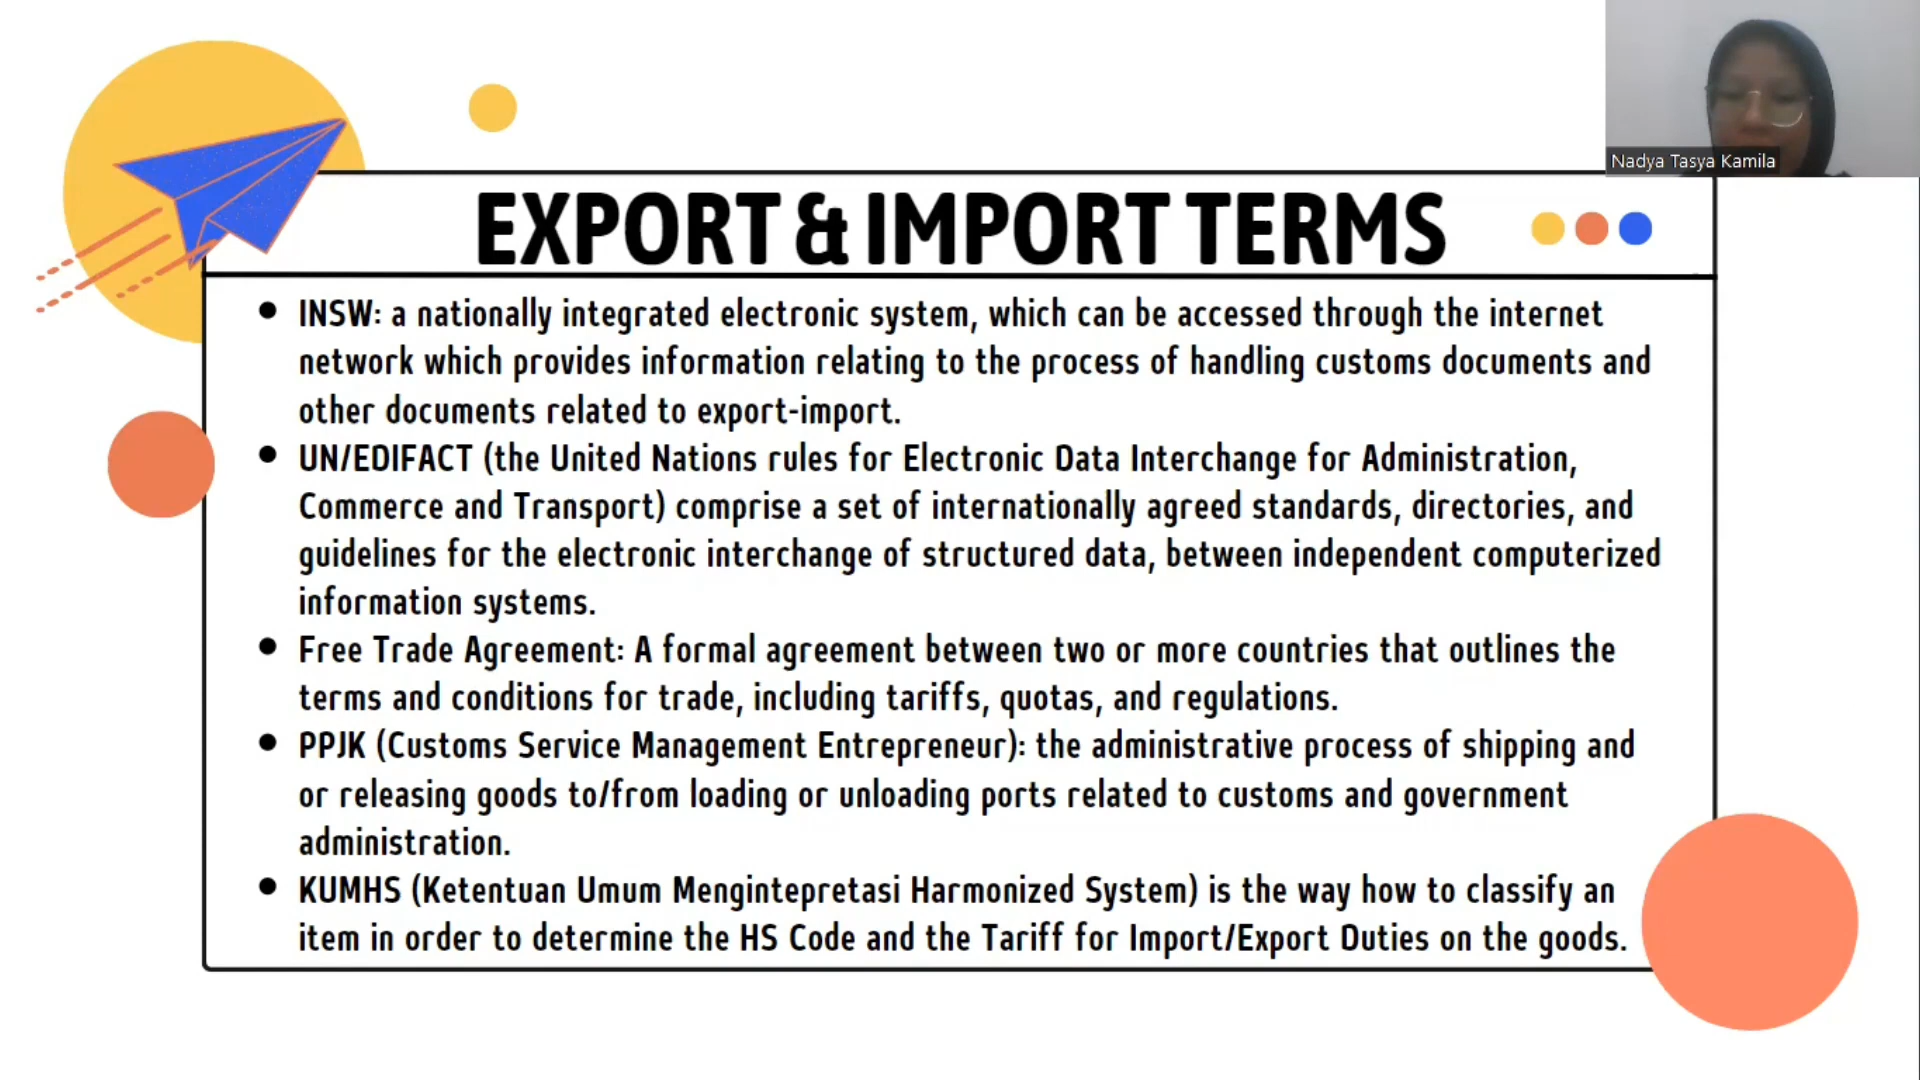 Nadya Tasya Kamila
EXPORT & IMPORT TERMS
• INSW: a nationally integrated electronic system, which can be accessed through the internet
network which provides information relating to the process of handling customs documents and
other documents related to export-import.
• UN/EDIFACT (the United Nations rules for Electronic Data Interchange for Administration,
Commerce and Transport) comprise a set of internationally agreed standards, directories, and
guidelines for the electronic interchange of structured data, between independent computerized
information systems.
• Free Trade Agreement: A formal agreement between two or more countries that outlines the
terms and conditions for trade, including tariffs, quotas, and regulations.
• PPJK (Customs Service Management Entrepreneur): the administrative process of shipping and
or releasing goods to/from loading or unloading ports related to customs and government
administration.
• KUMHS (Ketentuan Umum Mengintepretasi Harmonized System) is the way how to classify an
item in order to determine the HS Code and the Tariff for Import/Export Duties on the goods.